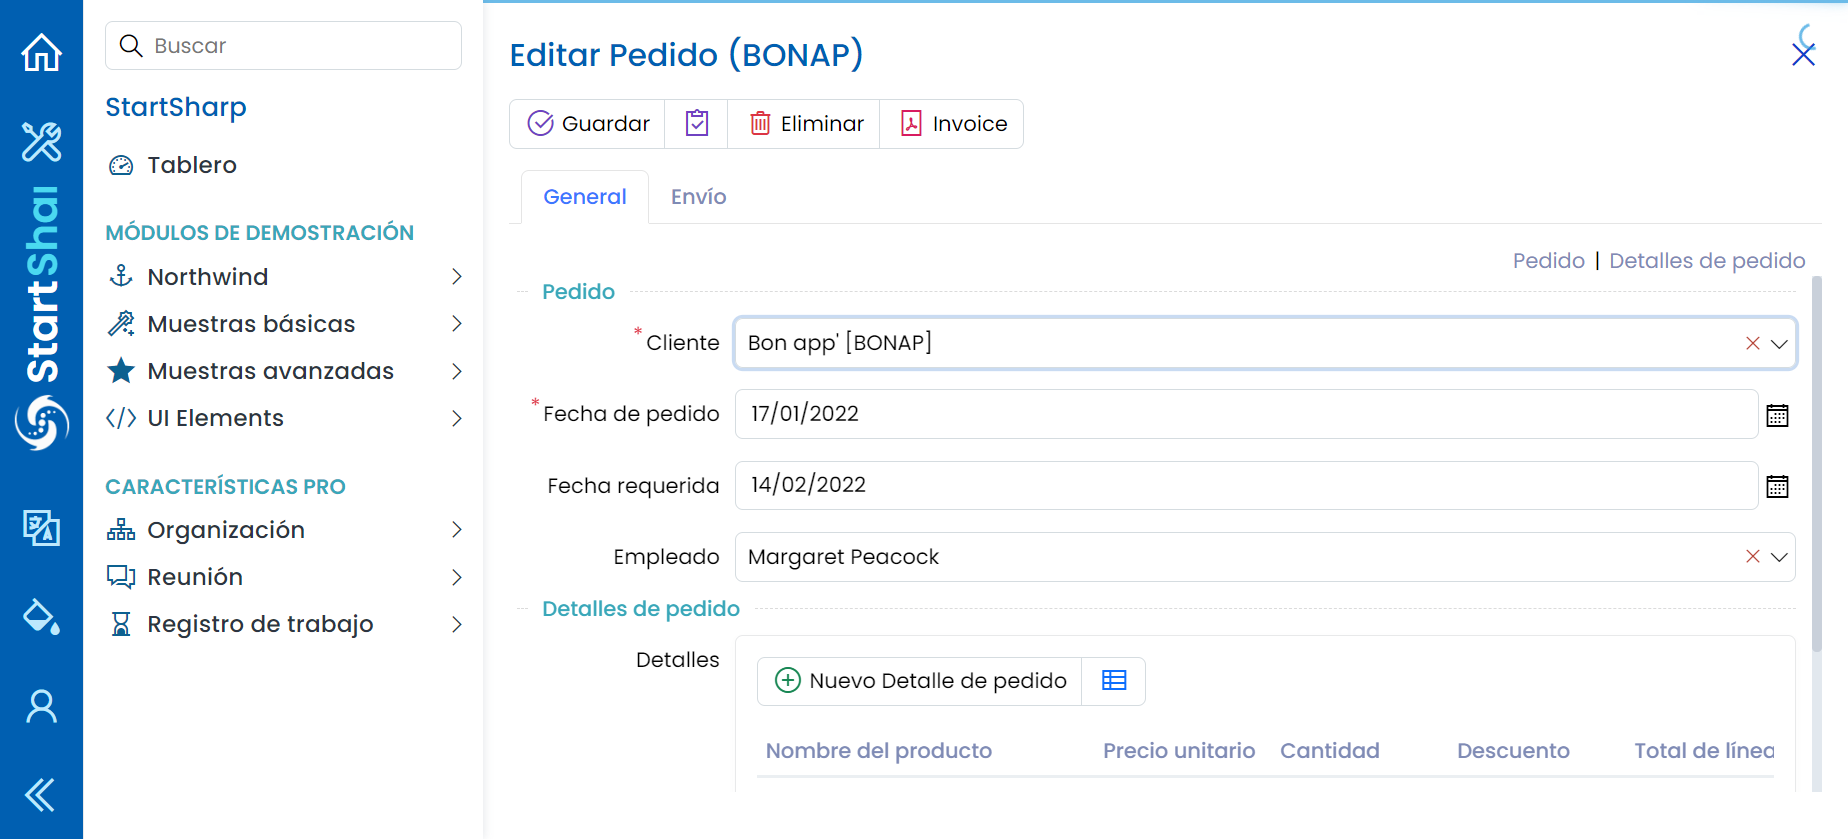 StartShai
Buscar
StartSharp
Tablero
MÓDULOS DE DEMOSTRACIÓN
Northwind
Muestras básicas
Muestras avanzadas
UI Elements
CARACTERÍSTICAS PRO
Organización
Reunión
Registro de trabajo
Editar Pedido (BONAP)
Guardar
Eliminar
Invoice
General
Envío
Pedido | Detalles de pedido
Pedido
* Cliente
Bon app' [BONAP]
* Fecha de pedido
17/01/2022
Fecha requerida
14/02/2022
Empleado
Margaret Peacock
Detalles de pedido
Detalles
Nuevo Detalle de pedido
Nombre del producto
Precio unitario
Cantidad
Descuento
Total de línea